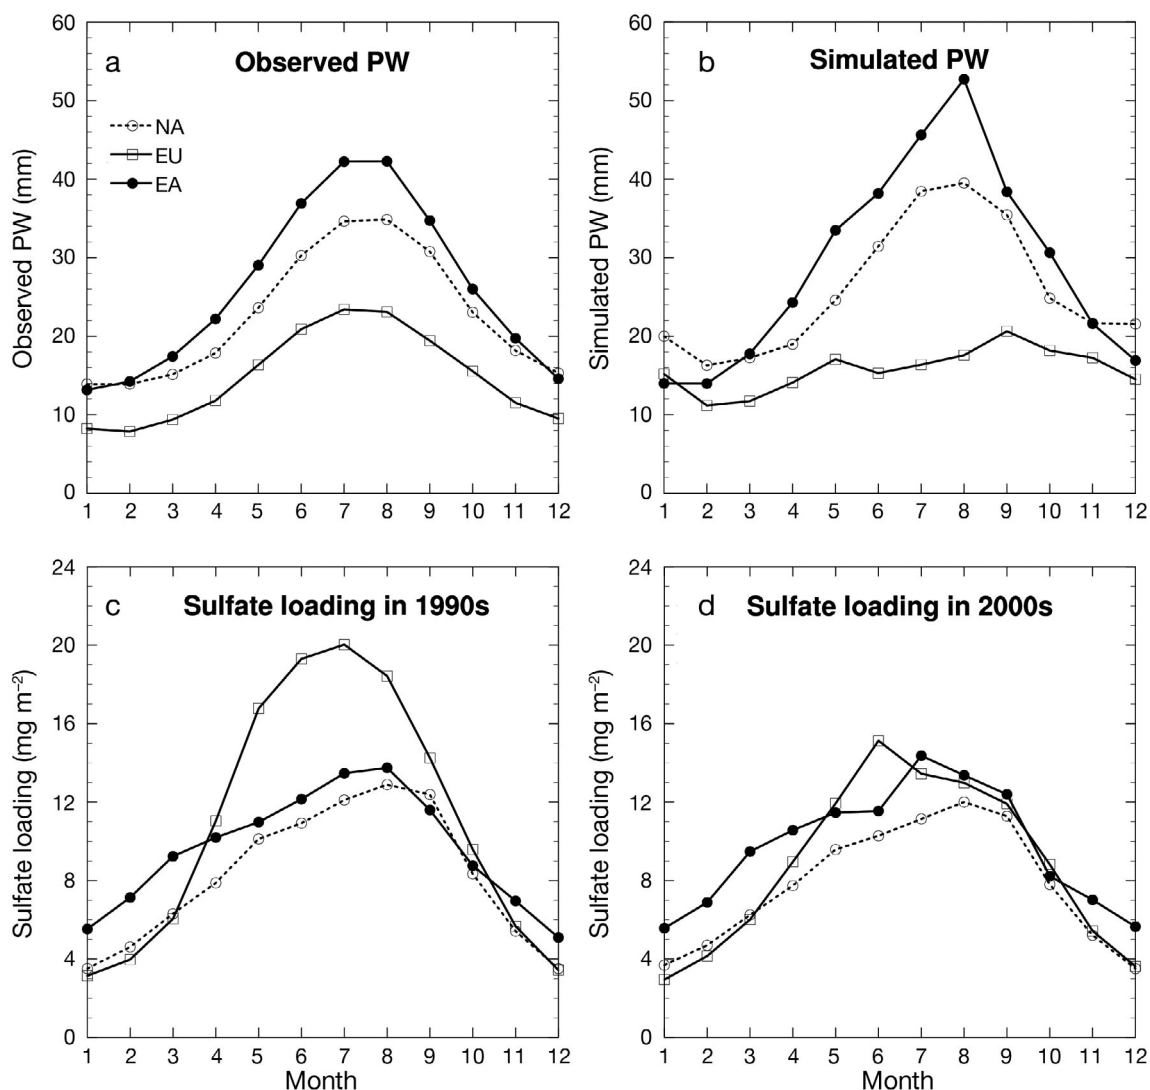 a Observed PW
Observed PW (mm)
60
50
40
30
20
10
0
NA
EU
EA
1 2 3 4 5 6 7 8 9 10 11 12
b Simulated PW
Simulated PW (mm)
60
50
40
30
20
10
0
1 2 3 4 5 6 7 8 9 10 11 12
c Sulfate loading in 1990s
Sulfate loading (mg m⁻²)
24
20
16
12
8
4
0
1 2 3 4 5 6 7 8 9 10 11 12
Month
d Sulfate loading in 2000s
Sulfate loading (mg m⁻²)
24
20
16
12
8
4
0
1 2 3 4 5 6 7 8 9 10 11 12
Month